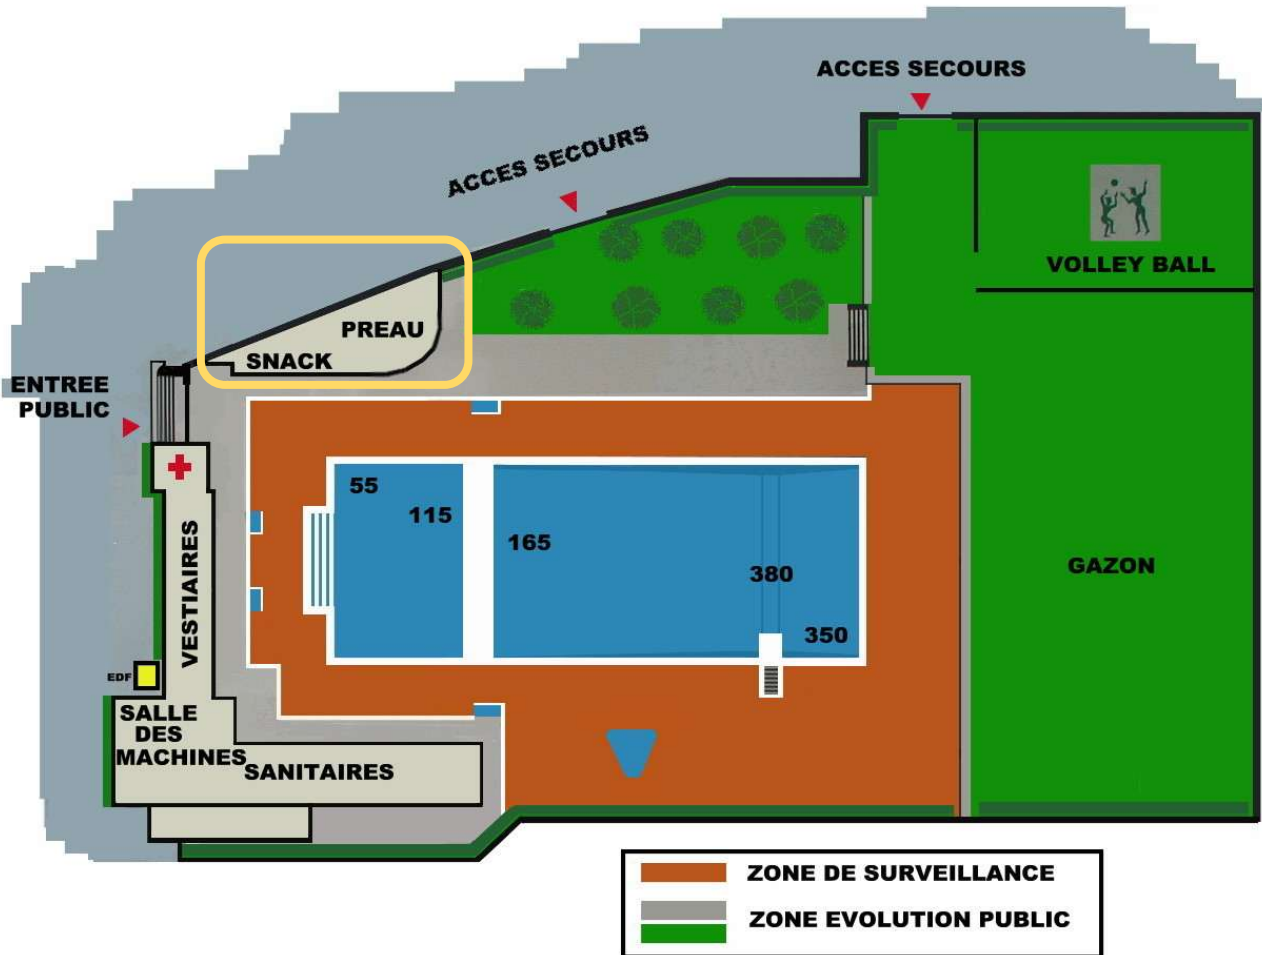 ACCES SECOURS
ACCES SECOURS
VOLLEY BALL
PREAU
SNACK
ENTREE
PUBLIC
55
115
165
380
350
GAZON
VESTIAIRES
EDF
SALLE
DES
MACHINES
SANITAIRES
ZONE DE SURVEILLANCE
ZONE EVOLUTION PUBLIC